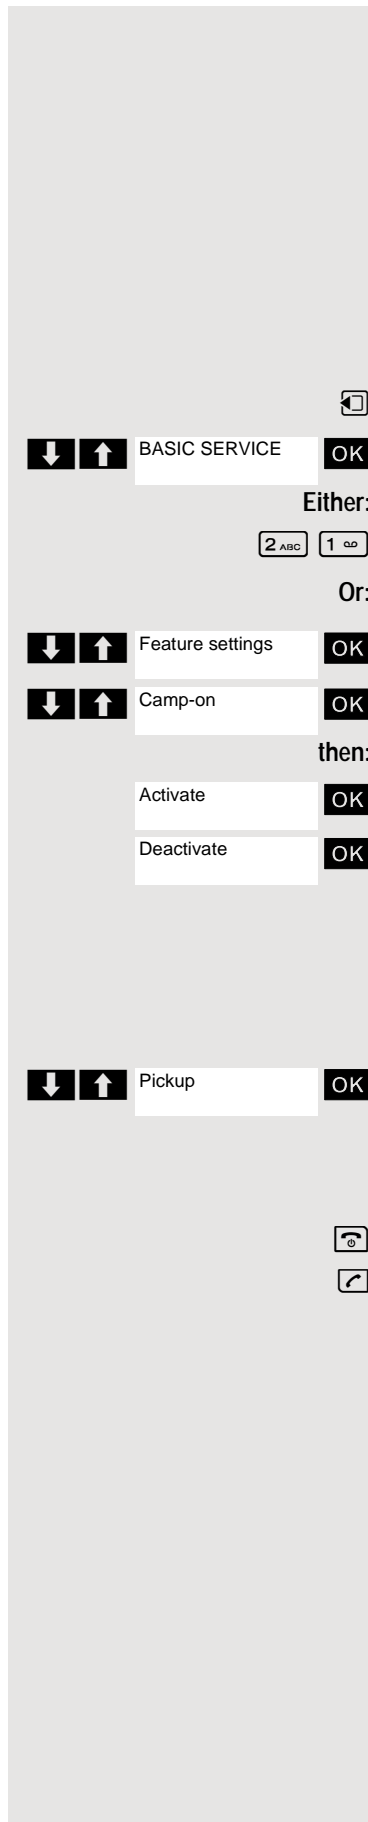 BASIC SERVICE OK
Either:
2 ABC 1
Or:
Feature settings OK
Camp-on OK
then:
Activate OK
Deactivate OK
Pickup OK